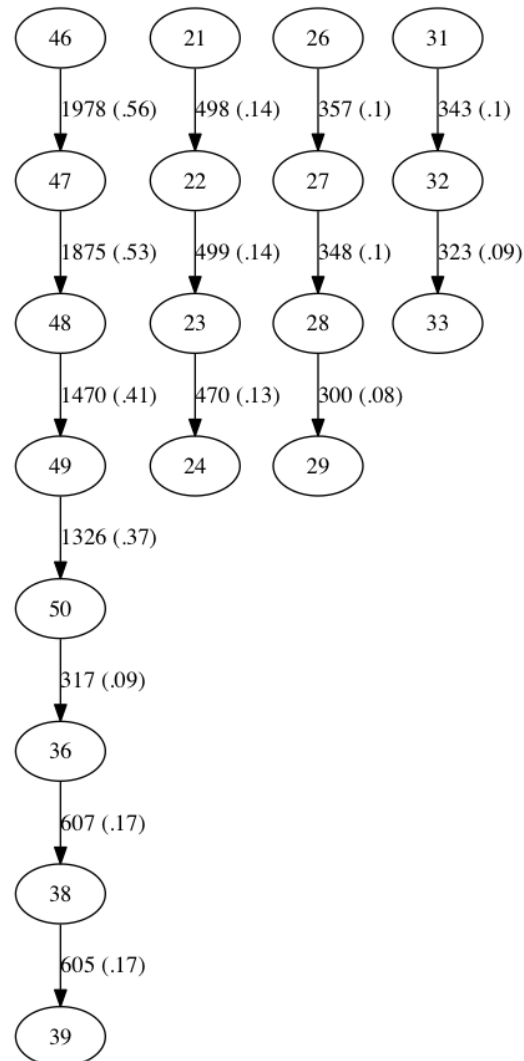 46 21 26 31
1978 (.56) 498 (.14) 357 (.1) 343 (.1)
47 22 27 32
1875 (.53) 499 (.14) 348 (.1) 323 (.09)
48 23 28 33
1470 (.41) 470 (.13) 300 (.08)
49 24 29
1326 (.37)
50
317 (.09)
36
607 (.17)
38
605 (.17)
39